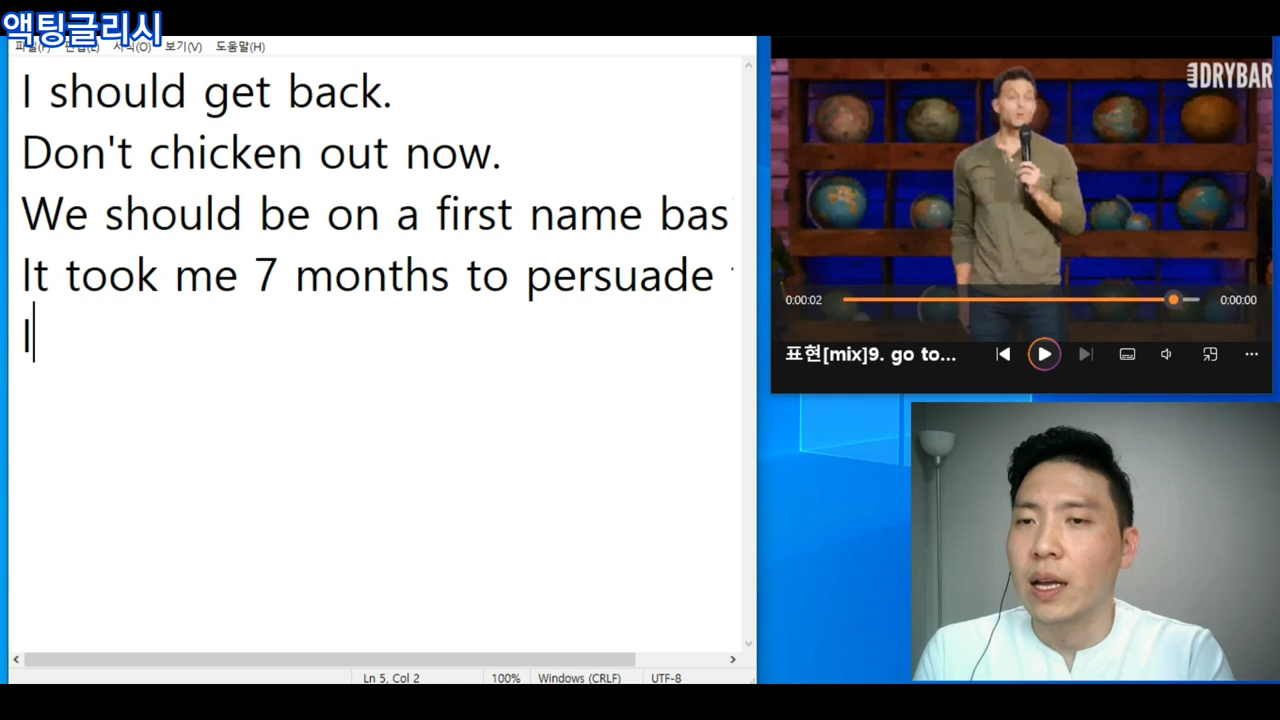 액팅글리시
보기(V) 도움말(H)
I should get back.
Don't chicken out now.
We should be on a first name bas
It took me 7 months to persuade
I
Ln 5, Col 2
100%
Windows (CRLF)
UTF-8
DRYBAR
0:00:02
0:00:00
표현[mix]9. go to...